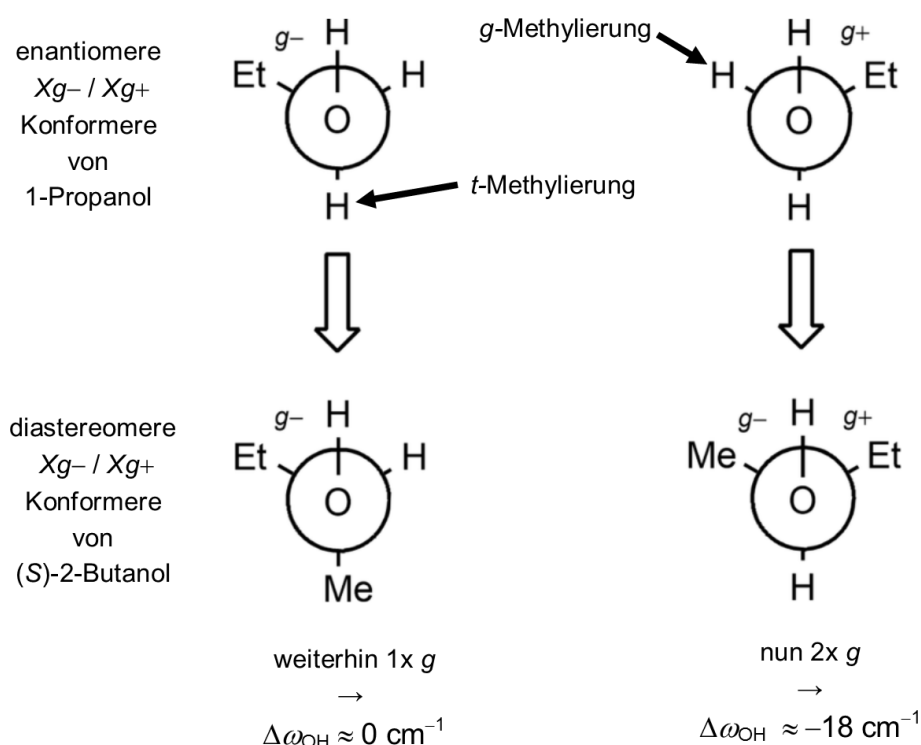 enantiomere
Xg− / Xg+
Konformere
von
1-Propanol
g−
H
Et
H
O
H
g-Methylierung
t-Methylierung
H
g+
H
Et
O
H
diastereomere
Xg− / Xg+
Konformere
von
(S)-2-Butanol
g−
H
Et
H
O
Me
g−
H
g+
Me
Et
O
H
weiterhin 1x g
→
ΔωOH ≈ 0 cm⁻¹
nun 2x g
→
ΔωOH ≈ −18 cm⁻¹